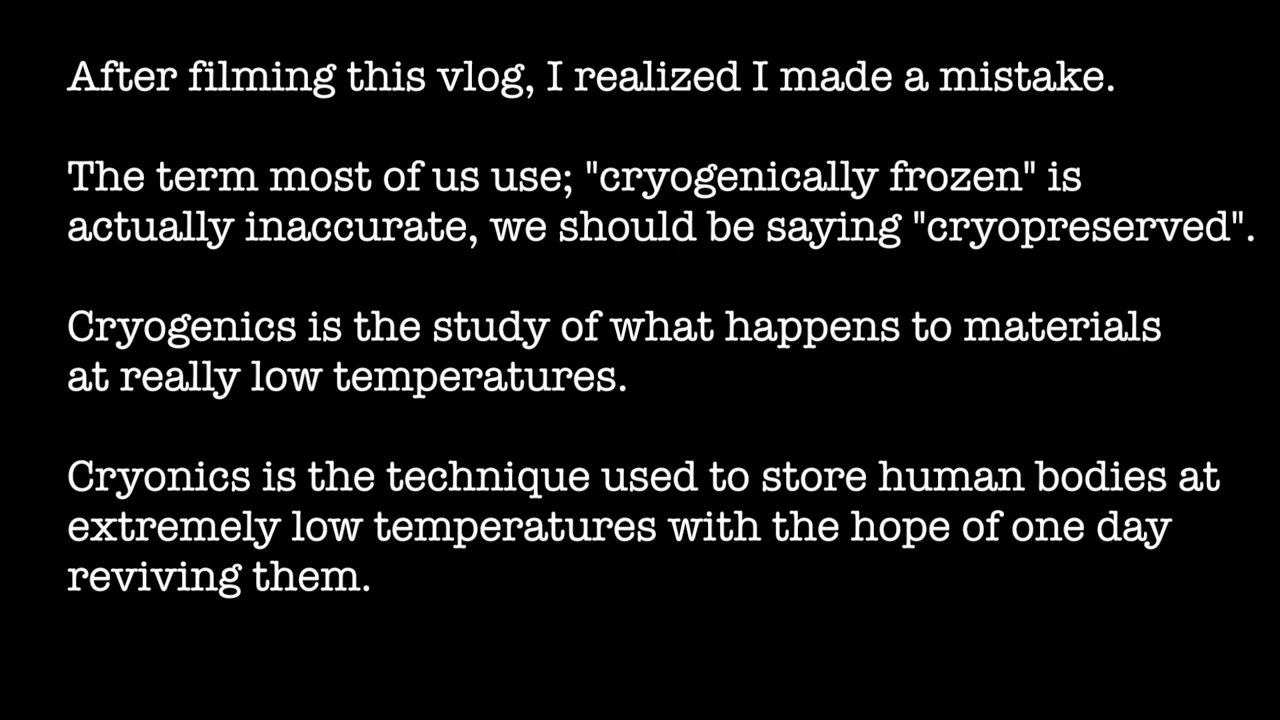 After filming this vlog, I realized I made a mistake.
The term most of us use; "cryogenically frozen" is
actually inaccurate, we should be saying "cryopreserved".
Cryogenics is the study of what happens to materials
at really low temperatures.
Cryonics is the technique used to store human bodies at
extremely low temperatures with the hope of one day
reviving them.